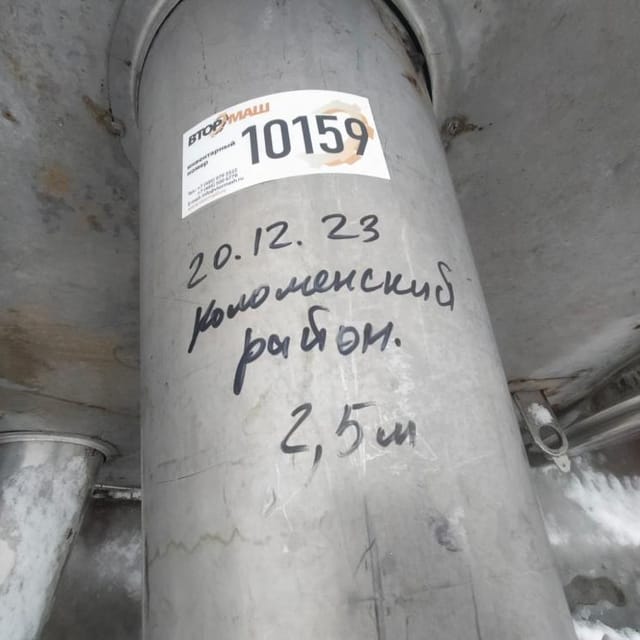 ВТОРМАШ
инвентарный
номер
10159
20.12.23
Коломенский
район.
2,5м